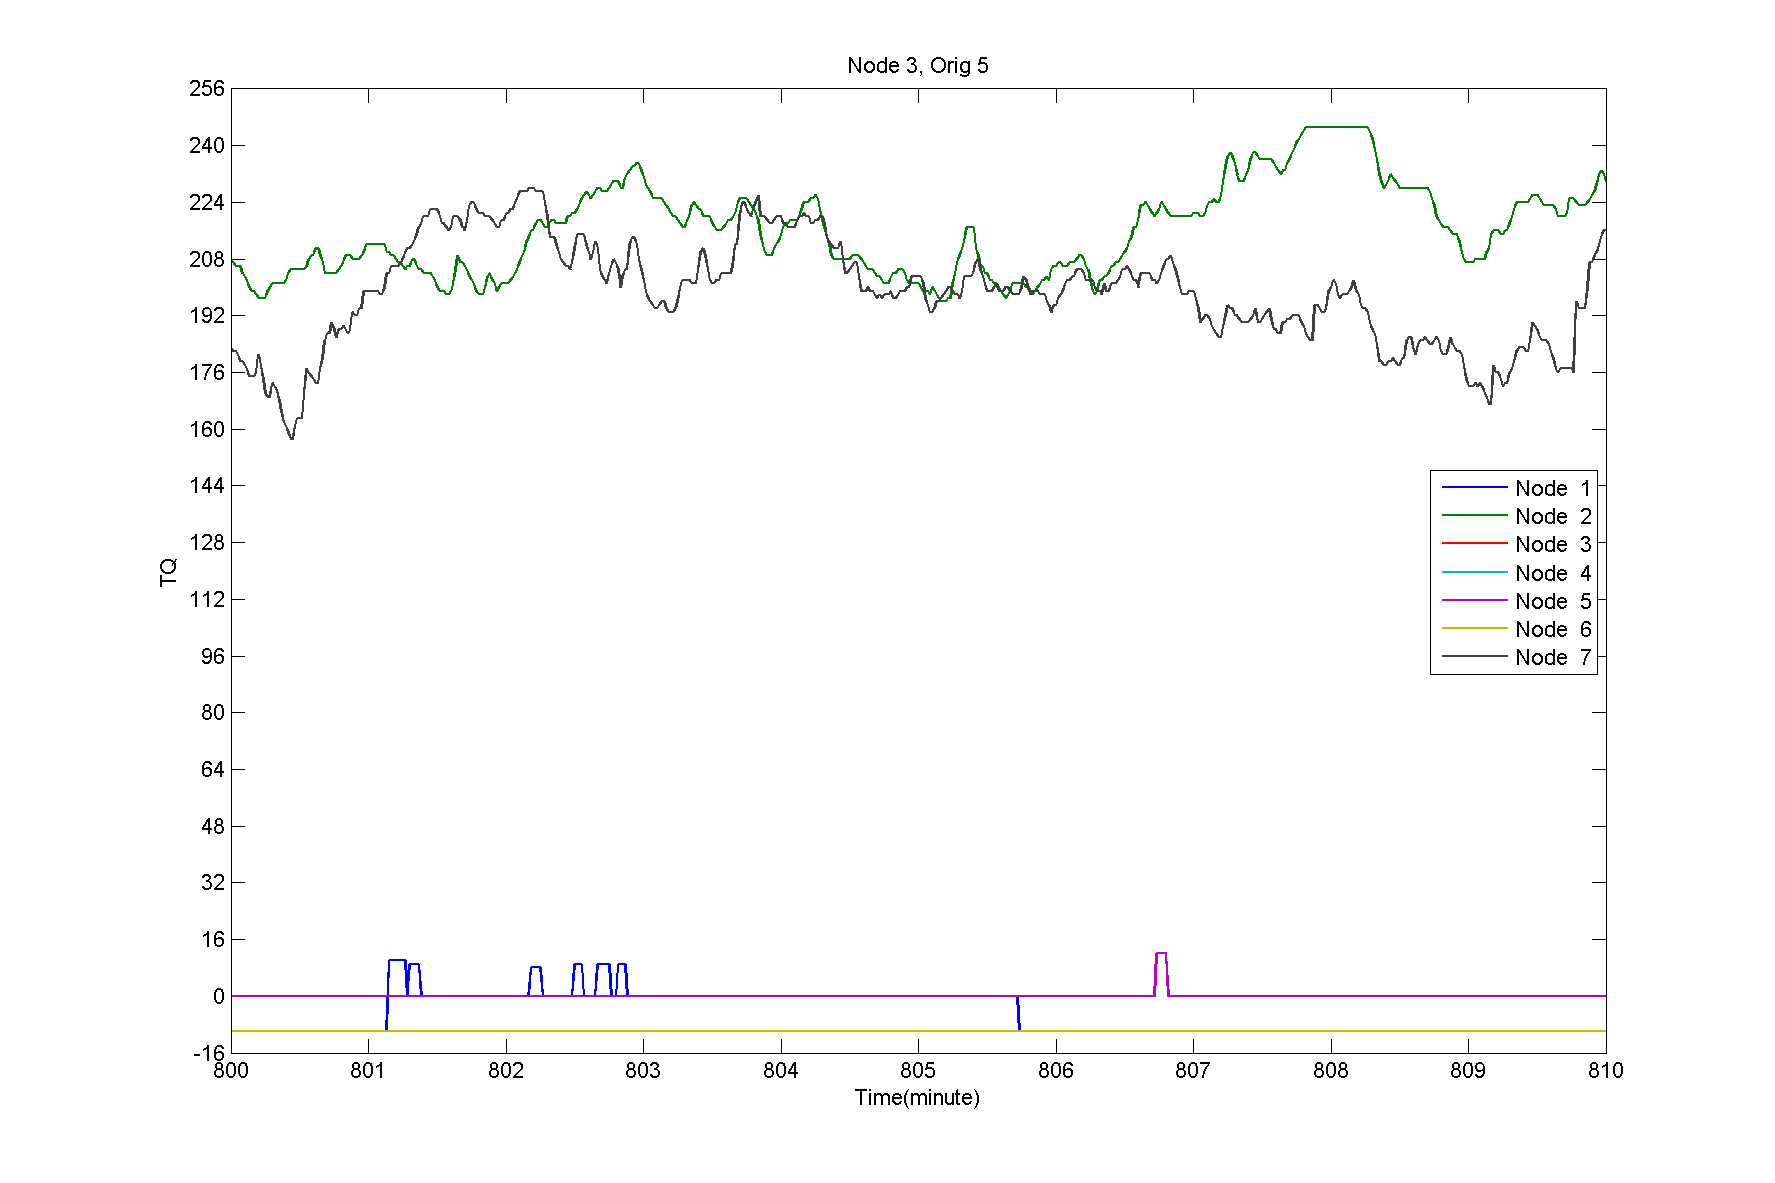 Node 3, Orig 5
256
240
224
208
192
176
160
144
128
112
96
80
64
48
32
16
0
-16
TQ
Node 1
Node 2
Node 3
Node 4
Node 5
Node 6
Node 7
800 801 802 803 804 805 806 807 808 809 810
Time(minute)